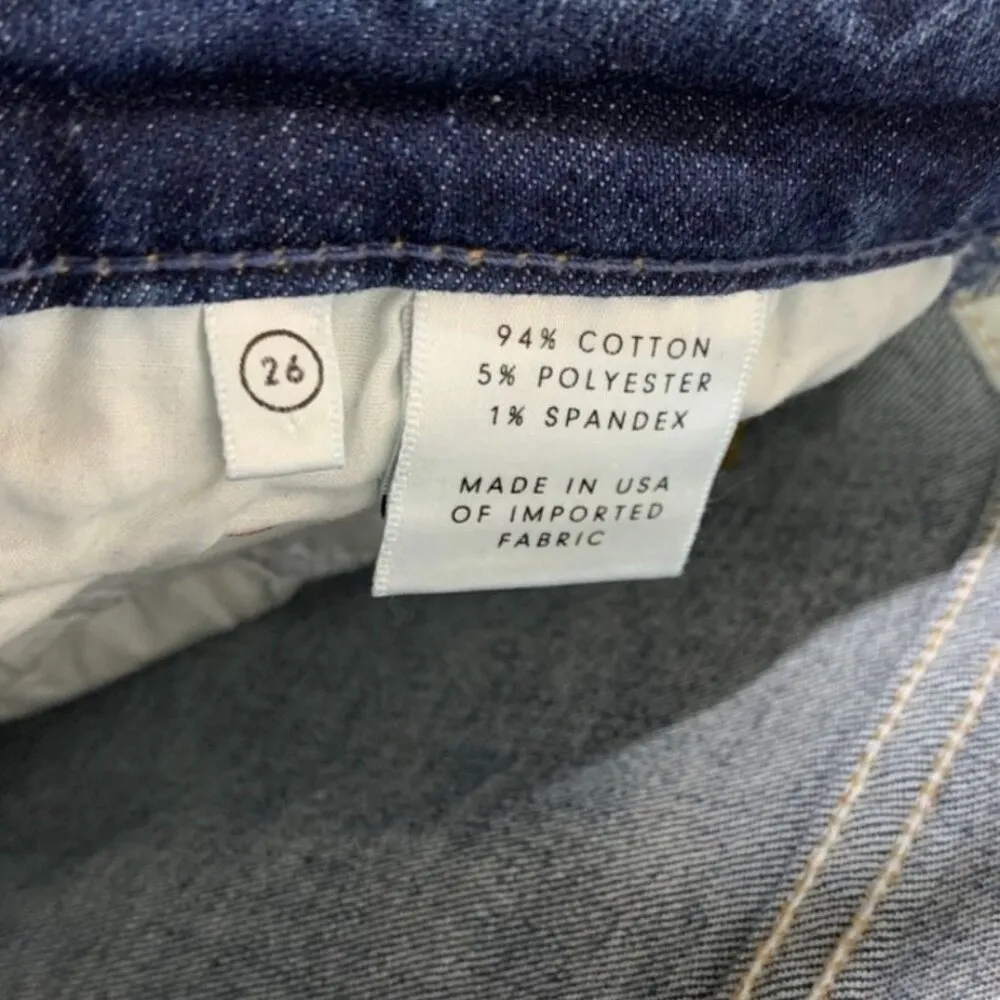 26
94% COTTON
5% POLYESTER
1% SPANDEX
MADE IN USA
OF IMPORTED
FABRIC